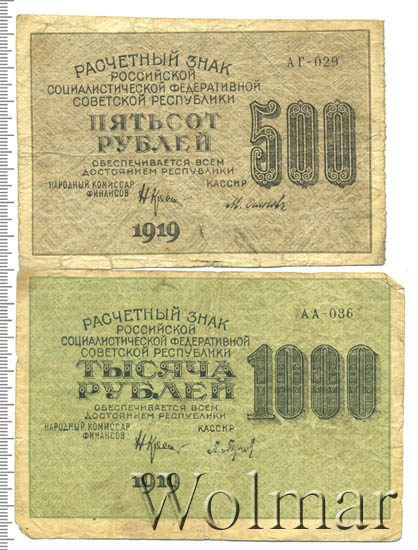 РАСЧЕТНЫЙ ЗНАК
РОССИЙСКОЙ
СОЦИАЛИСТИЧЕСКОЙ ФЕДЕРАТИВНОЙ
СОВЕТСКОЙ РЕСПУБЛИКИ
ПЯТЬСОТ
РУБЛЕЙ
ОБЕСПЕЧИВАЕТСЯ ВСЕМ
ДОСТОЯНИЕМ РЕСПУБЛИКИ
НАРОДНЫЙ КОМИССАР
ФИНАНСОВ
КАССИР
1919
АГ-029
500
РАСЧЕТНЫЙ ЗНАК
РОССИЙСКОЙ
СОЦИАЛИСТИЧЕСКОЙ ФЕДЕРАТИВНОЙ
СОВЕТСКОЙ РЕСПУБЛИКИ
ТЫСЯЧА
РУБЛЕЙ
ОБЕСПЕЧИВАЕТСЯ ВСЕМ
ДОСТОЯНИЕМ РЕСПУБЛИКИ
НАРОДНЫЙ КОМИССАР
ФИНАНСОВ
КАССИР
1919
АА-036
1000
Wolmar